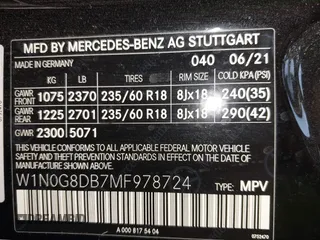 MFD BY MERCEDES-BENZ AG STUTTGART
MADE IN GERMANY 040 06/21
KG LB TIRES RIMS COLD KPA(PSI)
GAWR FRONT 1075 2370 235/60 R18 8Jx18 240(35)
GAWR REAR 1225 2701 235/60 R18 8Jx18 290(42)
GVWR 2300 5071
THIS VEHICLE CONFORMS TO ALL
APPLICABLE FEDERAL MOTOR VEHICLE
SAFETY, BUMPER AND THEFT
PREVENTION STANDARDS IN EFFECT ON
THE DATE OF MANUFACTURE SHOWN ABOVE.
W1N0G8DB7MF978724 TYPE: MPV
A 000 817 54 04